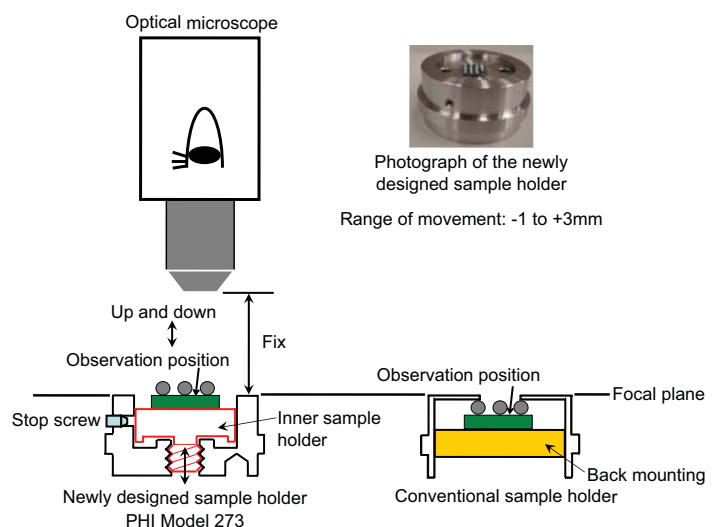 Optical microscope
Photograph of the newly
designed sample holder
Range of movement: -1 to +3mm
Up and down
Fix
Observation position
Stop screw
Inner sample
holder
Newly designed sample holder
PHI Model 273
Observation position
Focal plane
Back mounting
Conventional sample holder